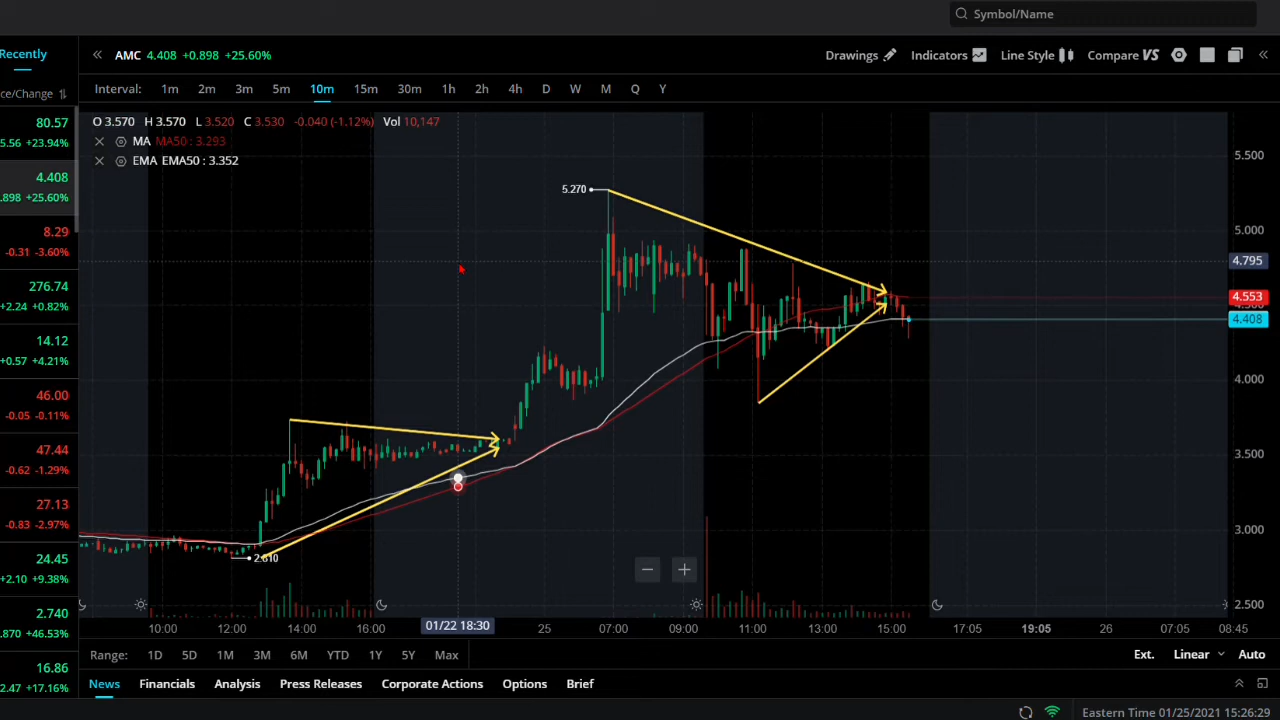 Symbol/Name
Recently
AMC 4.408 +0.898 +25.60%
Drawings Indicators Line Style Compare VS
ce/Change
Interval: 1m 2m 3m 5m 10m 15m 30m 1h 2h 4h D W M Q Y
O 3.570 H 3.570 L 3.520 C 3.530 -0.040 (-1.12%) Vol 10,147
MA MA50 : 3.293
EMA EMA50 : 3.352
80.57
5.56 +23.94%
4.408
.898 +25.60%
8.29
-0.31 -3.60%
276.74
+2.24 +0.82%
14.12
+0.57 +4.21%
46.00
-0.05 -0.11%
47.44
-0.62 -1.29%
27.13
-0.83 -2.97%
24.45
+2.10 +9.38%
2.740
.870 +46.53%
16.86
2.47 +17.16%
5.270
5.500
5.000
4.795
4.553
4.408
4.000
3.500
3.000
2.500
10:00 12:00 14:00 16:00 01/22 18:30 25 07:00 09:00 11:00 13:00 15:00 17:05 19:05 26 07:05 08:45
Range: 1D 5D 1M 3M 6M YTD 1Y 5Y Max
Ext. Linear Auto
News Financials Analysis Press Releases Corporate Actions Options Brief
Eastern Time 01/25/2021 15:26:29